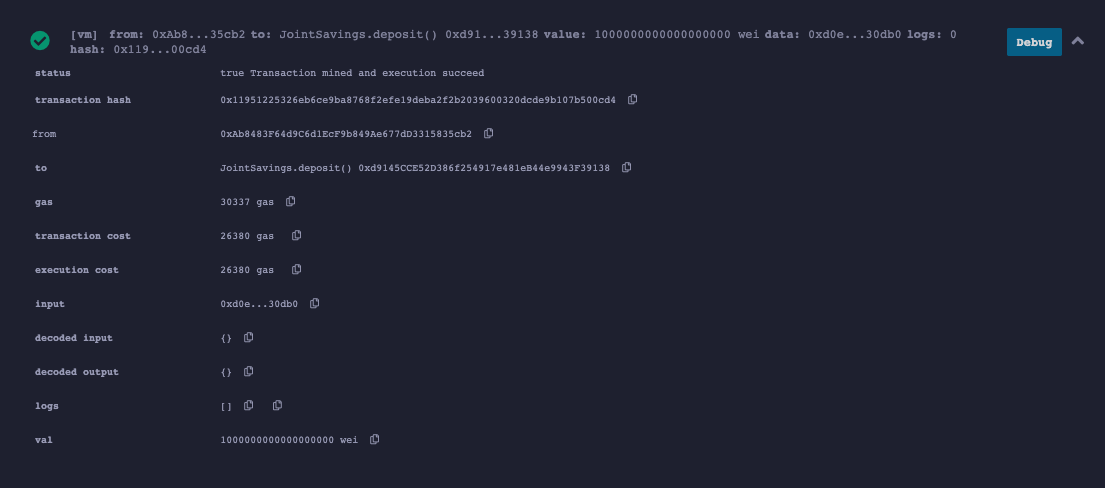 [vm] from: 0xAb8...35cb2 to: JointSavings.deposit() 0xd91...39138 value: 1000000000000000000 wei data: 0xd0e...30db0 logs: 0
hash: 0x119...00cd4
Debug
status true Transaction mined and execution succeed
transaction hash 0x11951225326eb6ce9ba8768f2efe19deba2f2b2039600320dcde9b107b500cd4
from 0xAb8483F64d9C6d1EcF9b849Ae677dD3315835cb2
to JointSavings.deposit() 0xd9145CCE52D386f254917e481eB44e9943F39138
gas 30337 gas
transaction cost 26380 gas
execution cost 26380 gas
input 0xd0e...30db0
decoded input {}
decoded output {}
logs []
val 1000000000000000000 wei